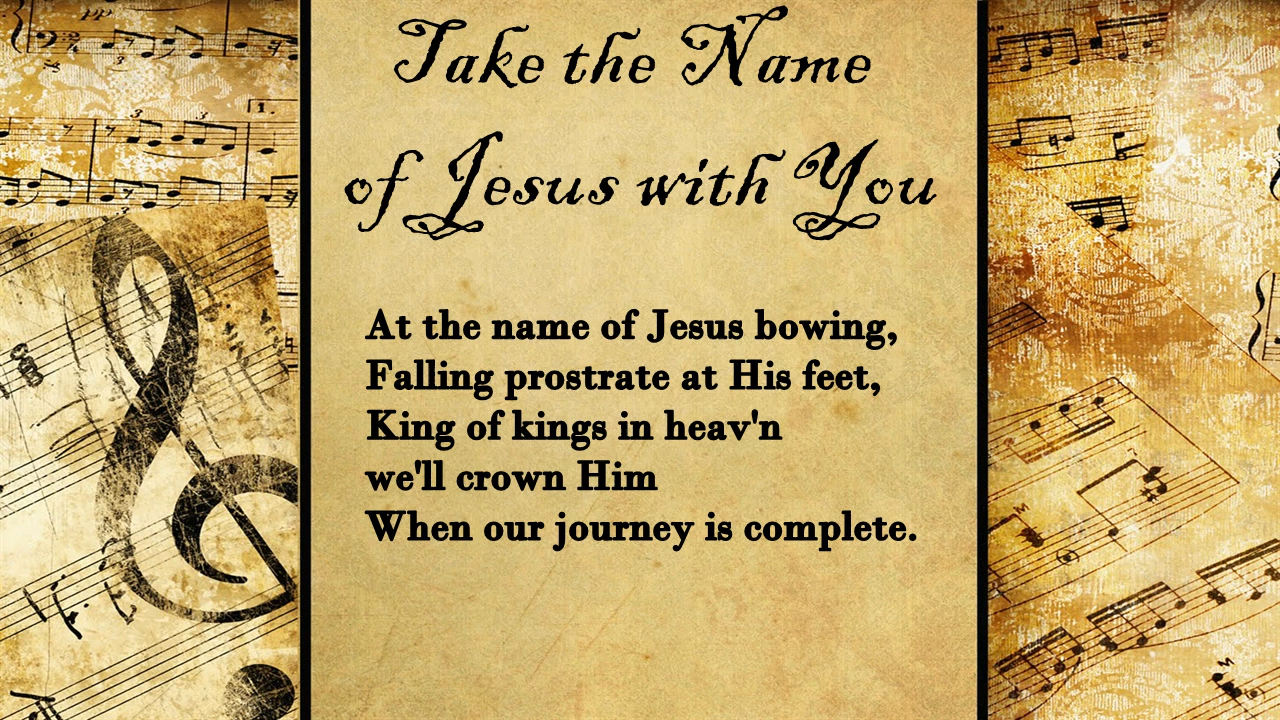 Take the Name
of Jesus with You
At the name of Jesus bowing,
Falling prostrate at His feet,
King of kings in heav'n
we'll crown Him
When our journey is complete.